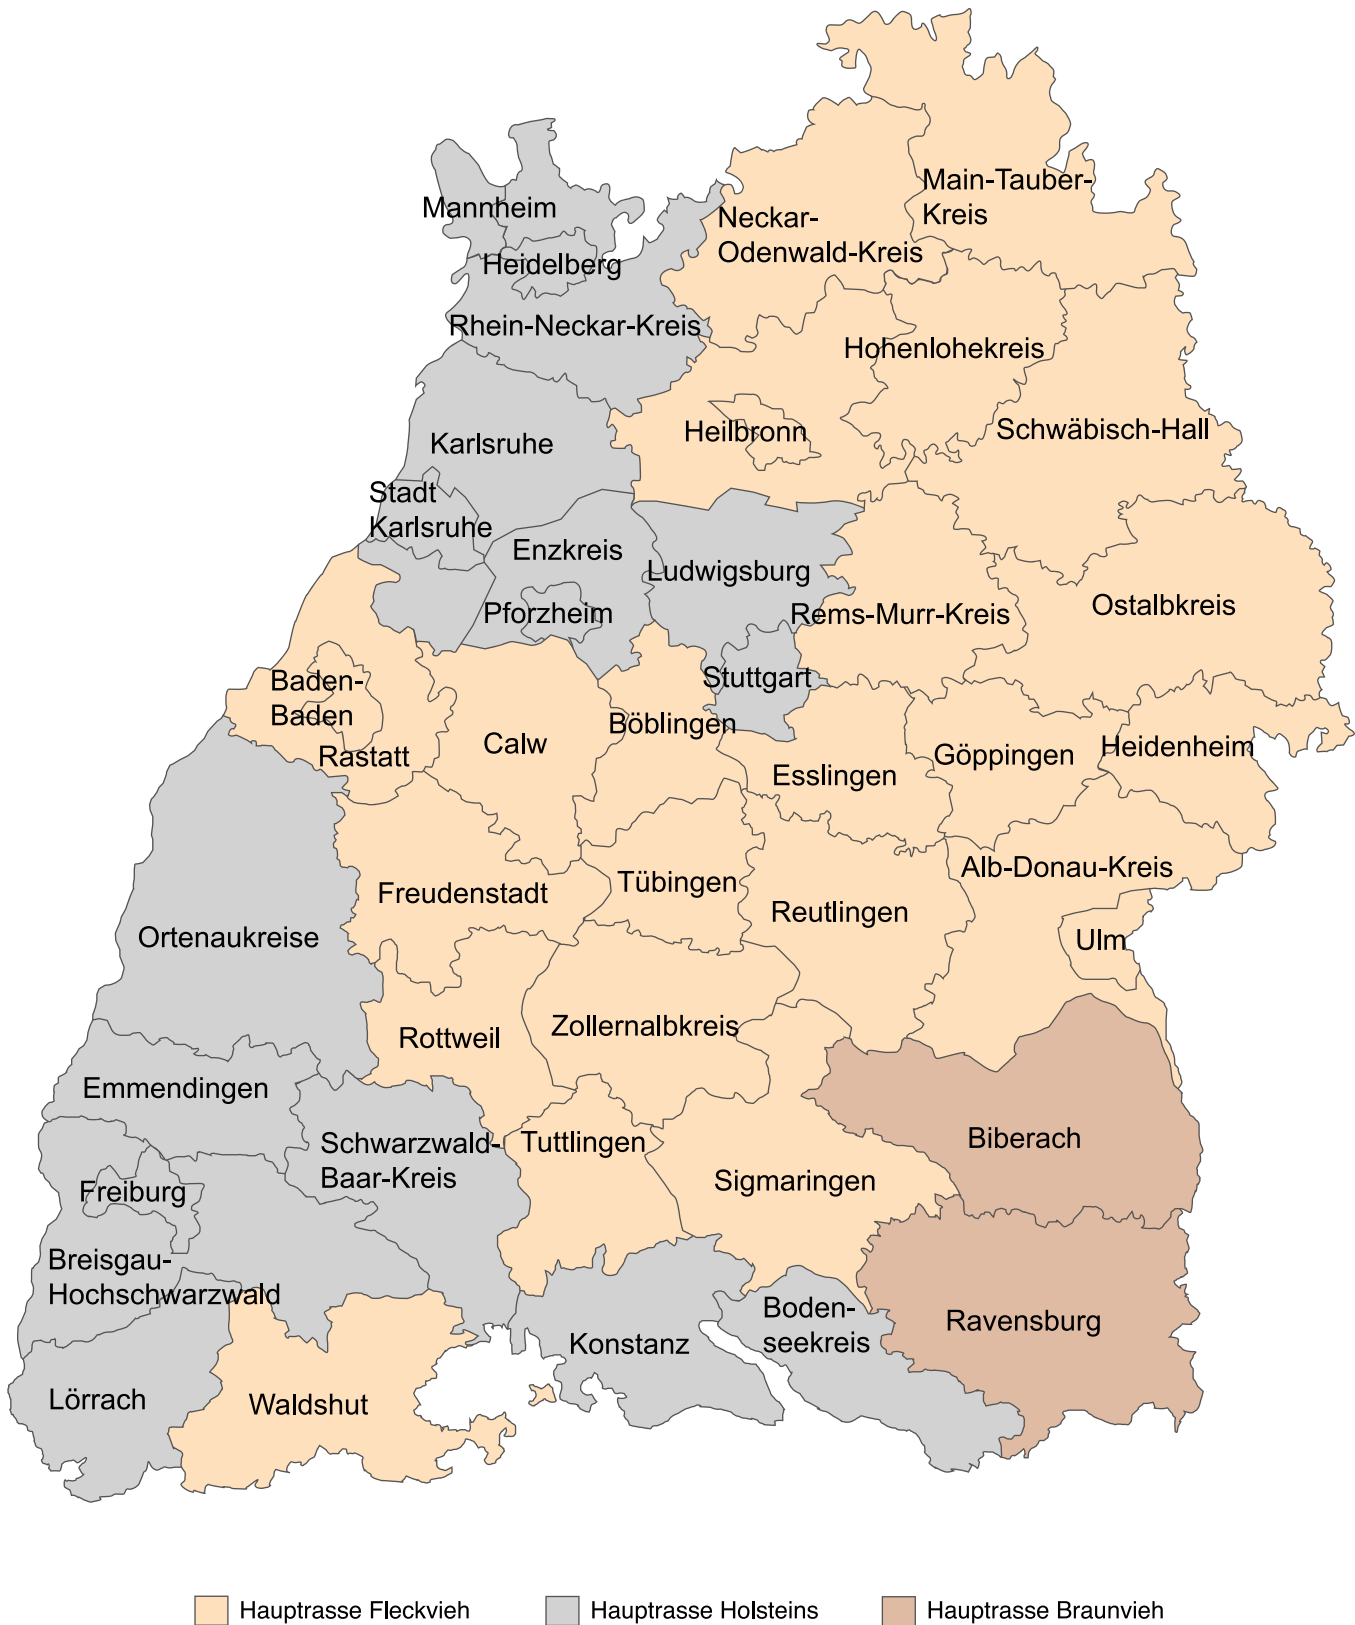 Main-Tauber-
Kreis
Mannheim
Neckar-
Odenwald-Kreis
Heidelberg
Rhein-Neckar-Kreis
Hohenlohekreis
Heilbronn
Schwäbisch-Hall
Karlsruhe
Stadt
Karlsruhe
Enzkreis
Ludwigsburg
Pforzheim
Rems-Murr-Kreis
Ostalbkreis
Baden-
Baden
Stuttgart
Rastatt
Calw
Böblingen
Esslingen
Göppingen
Heidenheim
Freudenstadt
Tübingen
Reutlingen
Alb-Donau-Kreis
Ortenaukreise
Ulm
Rottweil
Zollernalbkreis
Emmendingen
Schwarzwald-
Baar-Kreis
Tuttlingen
Biberach
Freiburg
Sigmaringen
Breisgau-
Hochschwarzwald
Boden-
seekreis
Ravensburg
Konstanz
Lörrach
Waldshut
Hauptrasse Fleckvieh
Hauptrasse Holsteins
Hauptrasse Braunvieh